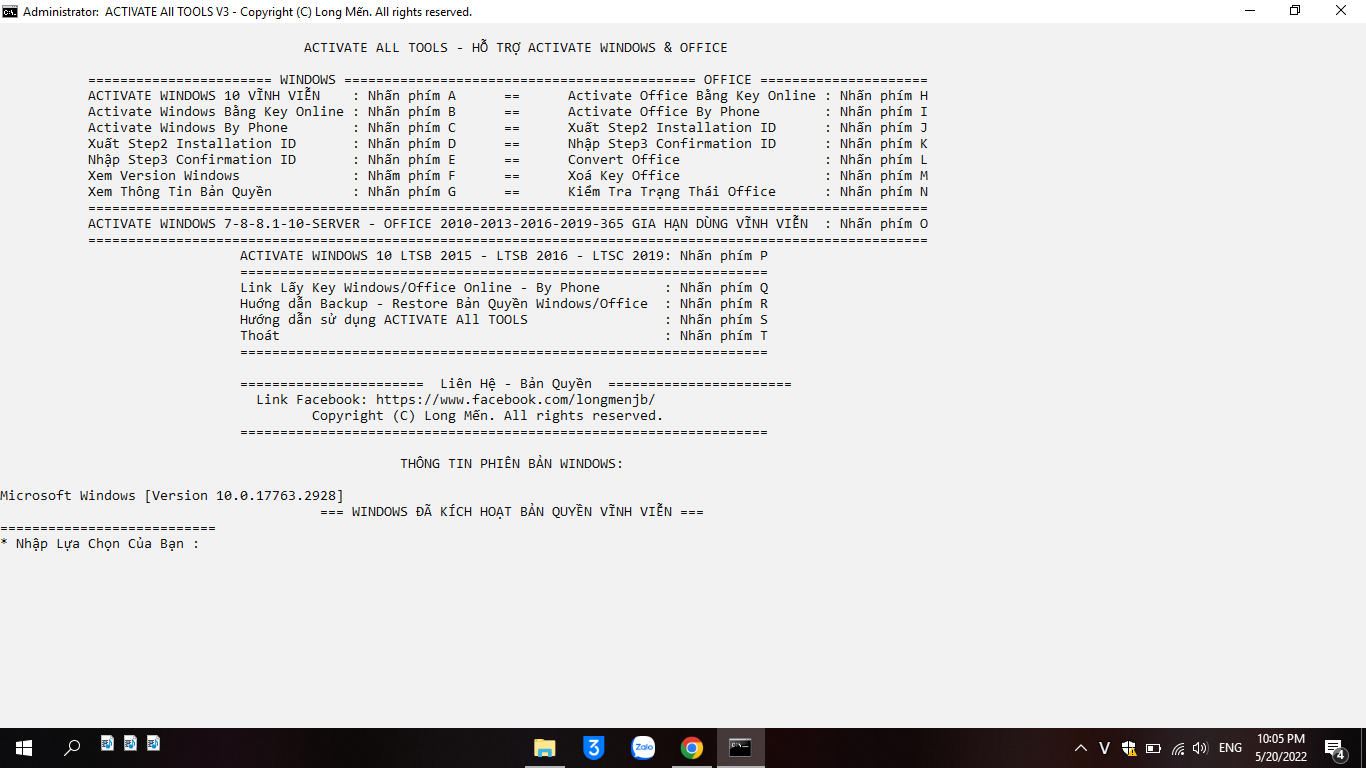 Administrator:  ACTIVATE All TOOLS V3 - Copyright (C) Long Mến. All rights reserved.
ACTIVATE ALL TOOLS - HỖ TRỢ ACTIVATE WINDOWS & OFFICE
======================= WINDOWS ============================================ OFFICE =====================
ACTIVATE WINDOWS 10 VĨNH VIỄN    : Nhấn phím A      ==      Activate Office Bằng Key Online : Nhấn phím H
Activate Windows Bằng Key Online : Nhấn phím B      ==      Activate Office By Phone        : Nhấn phím I
Activate Windows By Phone        : Nhấn phím C      ==      Xuất Step2 Installation ID      : Nhấn phím J
Xuất Step2 Installation ID       : Nhấn phím D      ==      Nhập Step3 Confirmation ID      : Nhấn phím K
Nhập Step3 Confirmation ID       : Nhấn phím E      ==      Convert Office                  : Nhấn phím L
Xem Version Windows              : Nhấm phím F      ==      Xoá Key Office                  : Nhấn phím M
Xem Thông Tin Bản Quyền          : Nhấn phím G      ==      Kiểm Tra Trạng Thái Office      : Nhấn phím N
=========================================================================================================
ACTIVATE WINDOWS 7-8-8.1-10-SERVER - OFFICE 2010-2013-2016-2019-365 GIA HẠN DÙNG VĨNH VIỄN  : Nhấn phím O
=========================================================================================================
ACTIVATE WINDOWS 10 LTSB 2015 - LTSB 2016 - LTSC 2019: Nhấn phím P
==================================================================
Link Lấy Key Windows/Office Online - By Phone        : Nhấn phím Q
Huớng dẫn Backup - Restore Bản Quyền Windows/Office  : Nhấn phím R
Hướng dẫn sử dụng ACTIVATE All TOOLS                 : Nhấn phím S
Thoát                                                : Nhấn phím T
==================================================================
=======================  Liên Hệ - Bản Quyền  =======================
Link Facebook: https://www.facebook.com/longmenjb/
Copyright (C) Long Mến. All rights reserved.
==================================================================
THÔNG TIN PHIÊN BẢN WINDOWS:
Microsoft Windows [Version 10.0.17763.2928]
=== WINDOWS ĐÃ KÍCH HOẠT BẢN QUYỀN VĨNH VIỄN ===
===========================
* Nhập Lựa Chọn Của Bạn :
3
Zalo
V
ENG
10:05 PM
5/20/2022
4